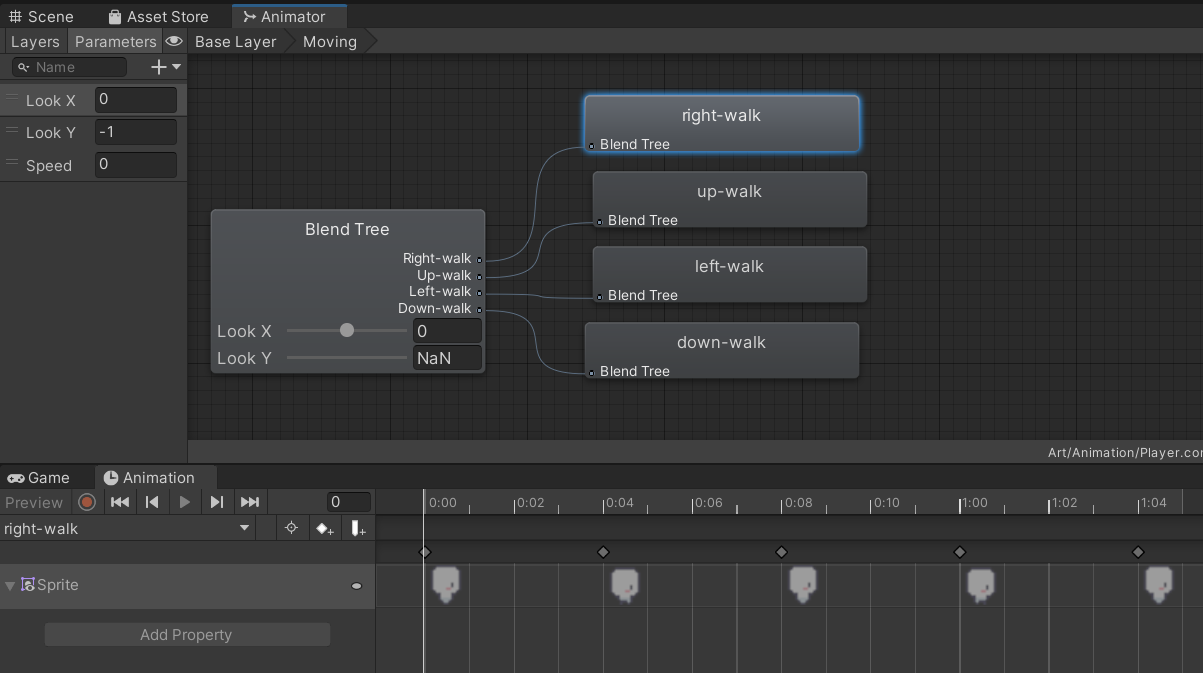 Scene Asset Store Animator
Layers Parameters Base Layer Moving
Name
Look X 0
Look Y -1
Speed 0
right-walk
Blend Tree
up-walk
Blend Tree
left-walk
Blend Tree
down-walk
Blend Tree
Blend Tree
Right-walk
Up-walk
Left-walk
Down-walk
Look X 0
Look Y NaN
Art/Animation/Player.con
Game Animation
Preview 0 0:00 0:02 0:04 0:06 0:08 0:10 1:00 1:02 1:04
right-walk
Sprite
Add Property